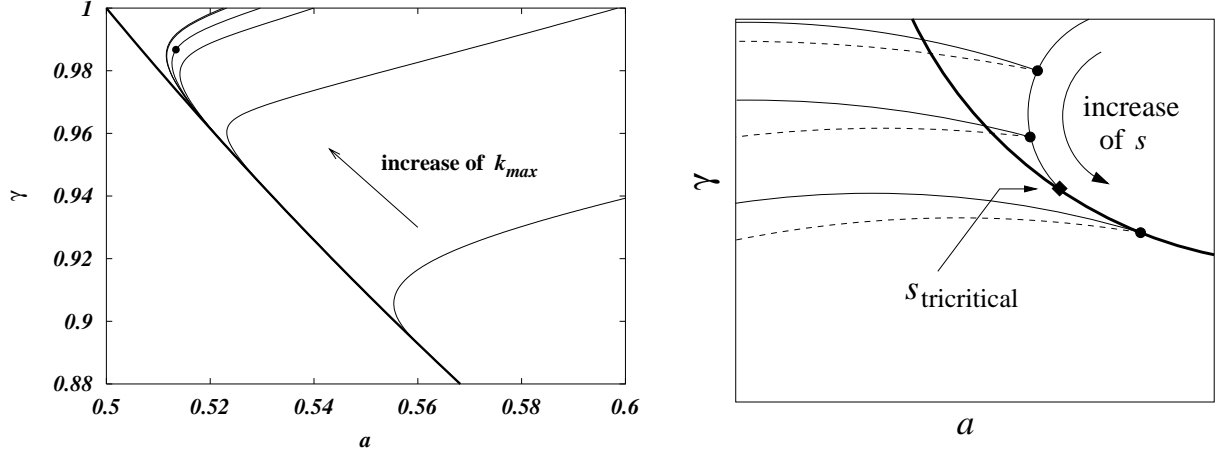 1
0.98
0.96
0.94
0.92
0.9
0.88
γ
increase of k_max
0.5
0.52
0.54
0.56
0.58
0.6
a
γ
increase
of s
s_tricritical
a